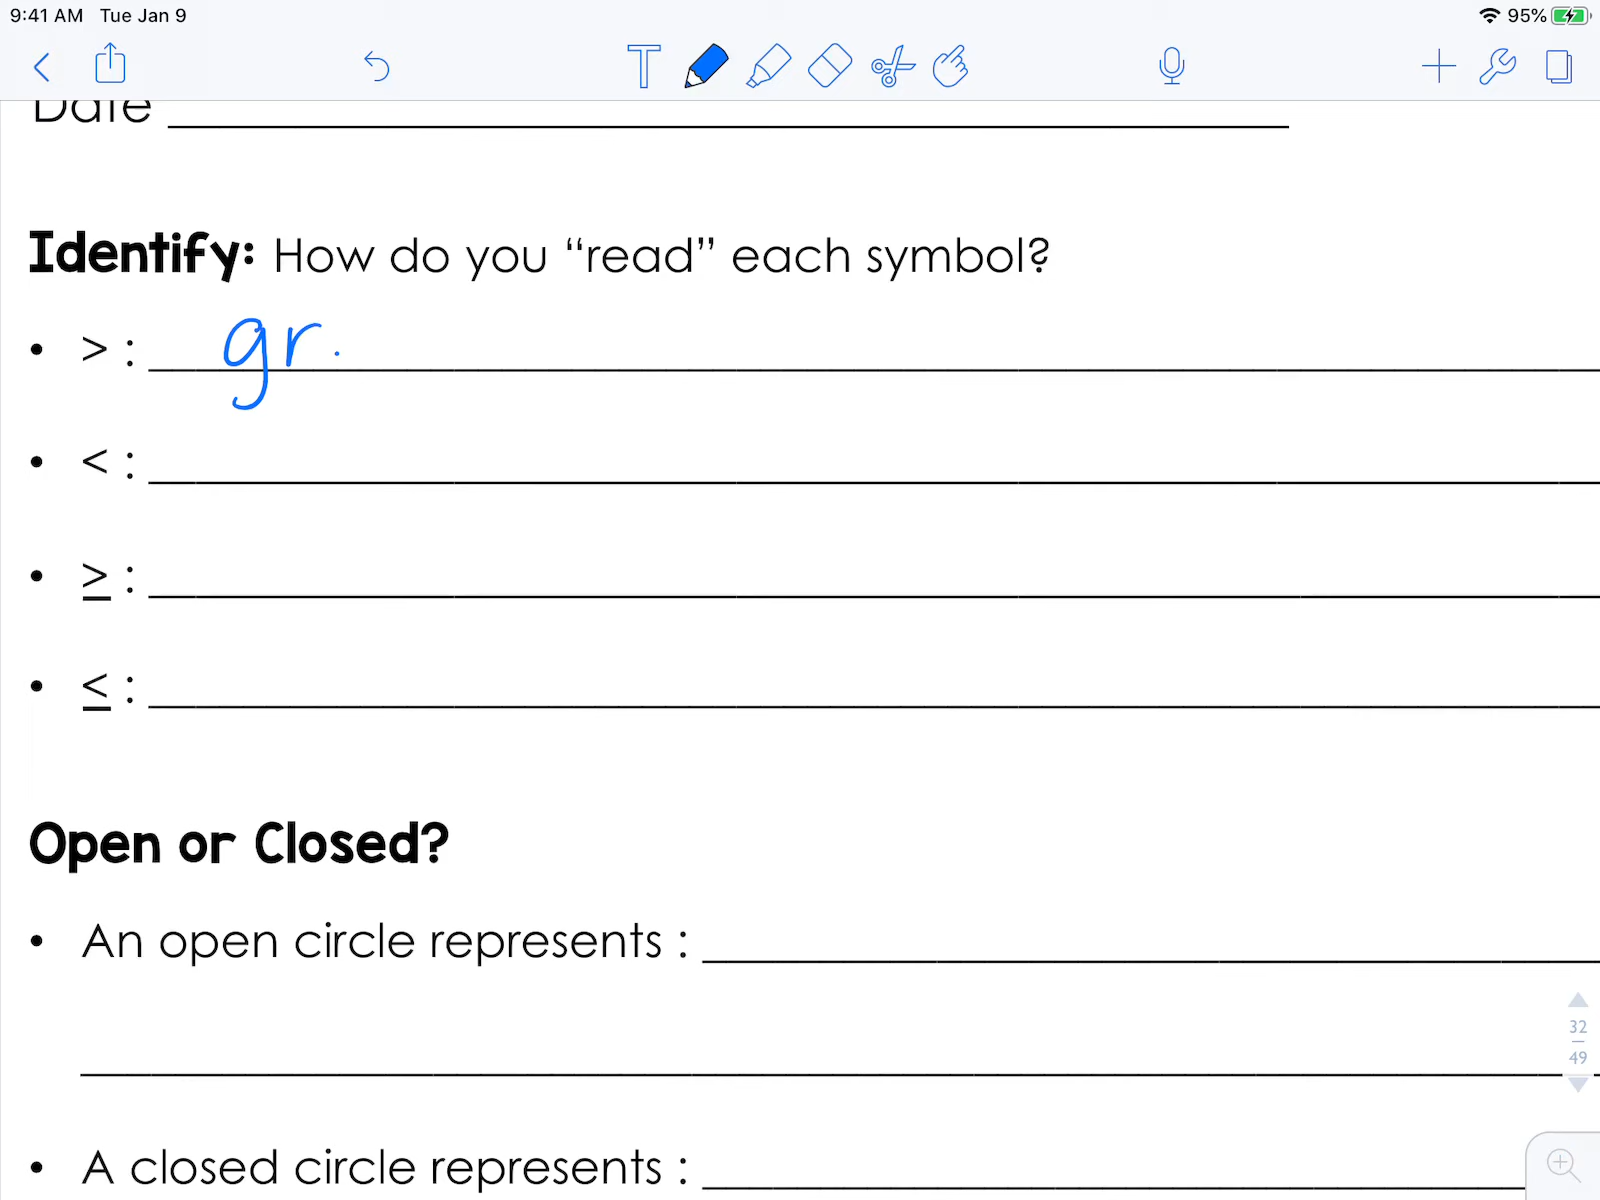 9:41 AM Tue Jan 9 95%
Date
Identify: How do you “read” each symbol?
• > : gr.
• < :
• ≥ :
• ≤ :
Open or Closed?
• An open circle represents :
32
49
• A closed circle represents :